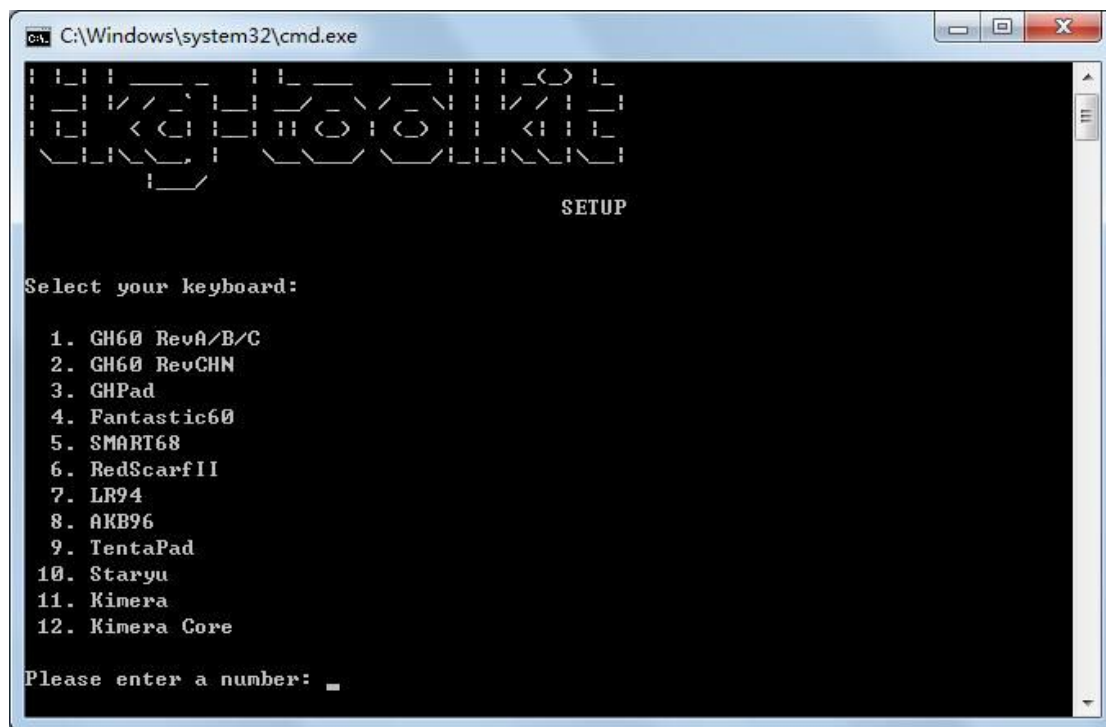 C:\Windows\system32\cmd.exe
tkg-toolkit
SETUP
Select your keyboard:
1. GH60 RevA/B/C
2. GH60 RevCHN
3. GHPad
4. Fantastic60
5. SMART68
6. RedScarfII
7. LR94
8. AKB96
9. TentaPad
10. Staryu
11. Kimera
12. Kimera Core
Please enter a number: _